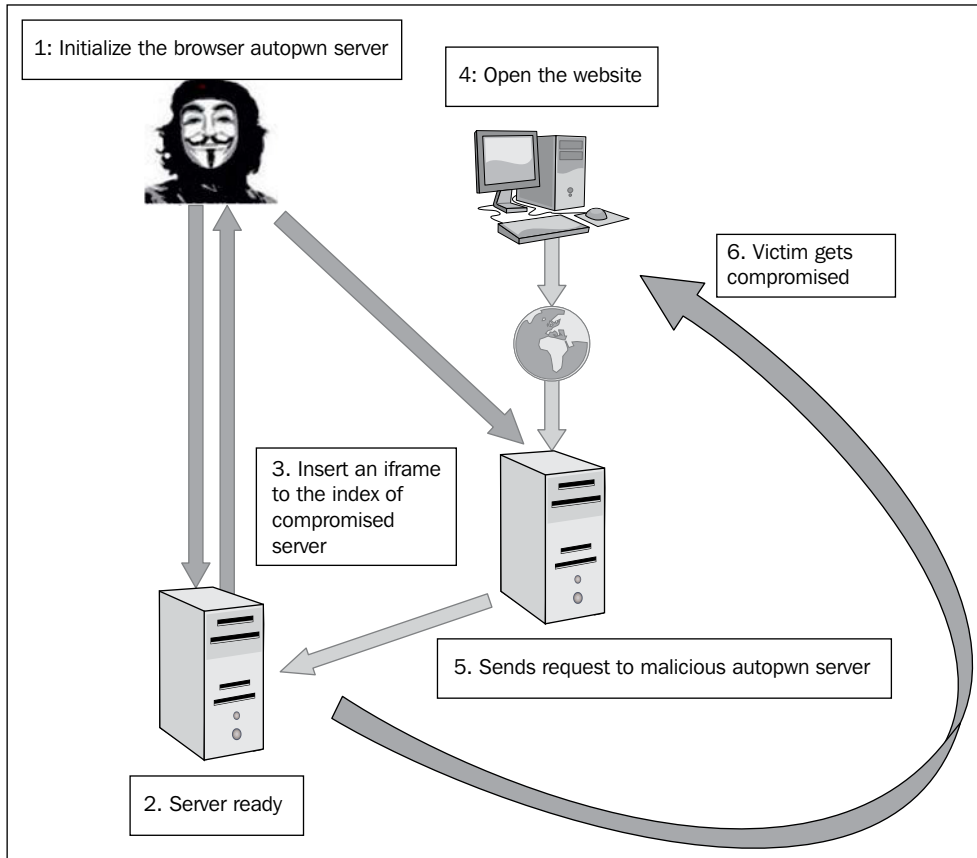 1: Initialize the browser autopwn server
4: Open the website
6. Victim gets
compromised
3. Insert an iframe
to the index of
compromised
server
5. Sends request to malicious autopwn server
2. Server ready